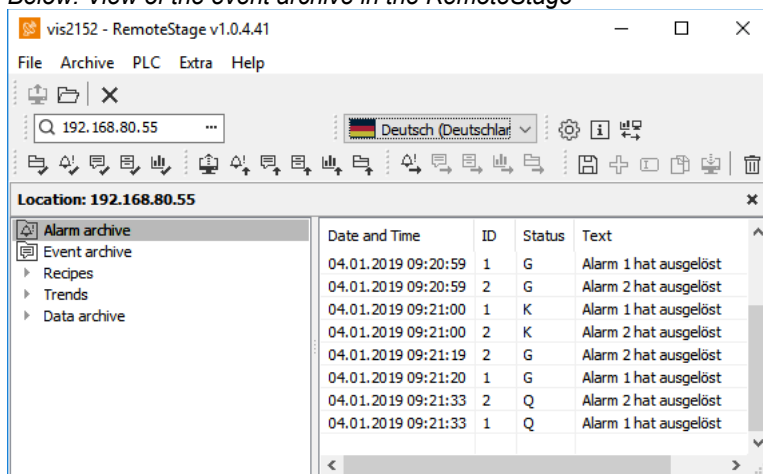 Below: View of the event archive in the RemoteStage
vis2152 - RemoteStage v1.0.4.41
File Archive PLC Extra Help
192.168.80.55 ...
Deutsch (Deutschlar
Location: 192.168.80.55
Alarm archive
Event archive
Recipes
Trends
Data archive
Date and Time ID Status Text
04.01.2019 09:20:59 1 G Alarm 1 hat ausgelöst
04.01.2019 09:20:59 2 G Alarm 2 hat ausgelöst
04.01.2019 09:21:00 1 K Alarm 1 hat ausgelöst
04.01.2019 09:21:00 2 K Alarm 2 hat ausgelöst
04.01.2019 09:21:19 2 G Alarm 2 hat ausgelöst
04.01.2019 09:21:20 1 G Alarm 1 hat ausgelöst
04.01.2019 09:21:33 2 Q Alarm 2 hat ausgelöst
04.01.2019 09:21:33 1 Q Alarm 1 hat ausgelöst